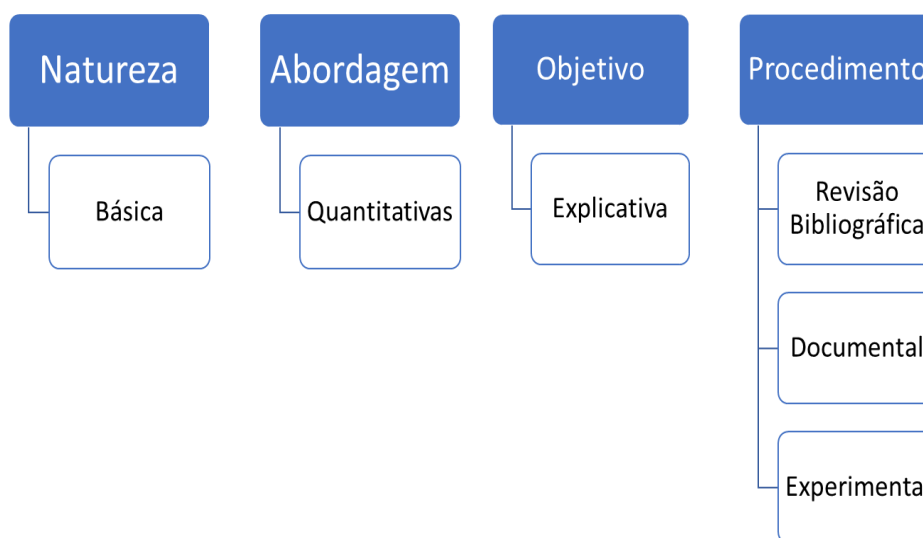 Natureza
Abordagem
Objetivo
Procedimento
Básica
Quantitativas
Explicativa
Revisão
Bibliográfica
Documental
Experimenta